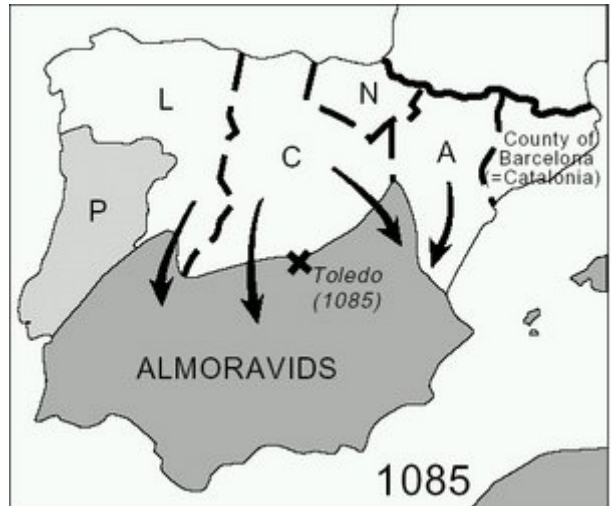 L
N
C
A
County of
Barcelona
(=Catalonia)
P
Toledo
(1085)
ALMORAVIDS
1085